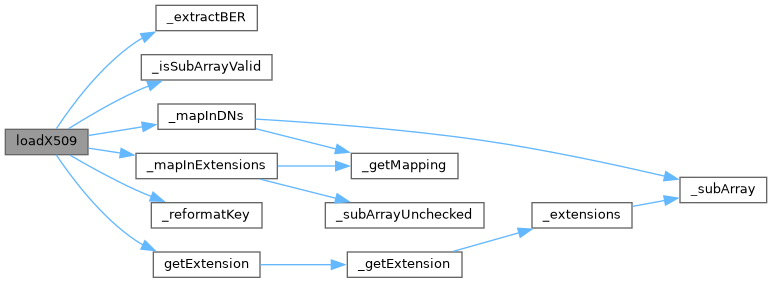 _extractBER
_isSubArrayValid
loadX509
_mapInDNs
_mapInExtensions
_getMapping
_subArray
_reformatKey
_subArrayUnchecked
_extensions
getExtension
_getExtension